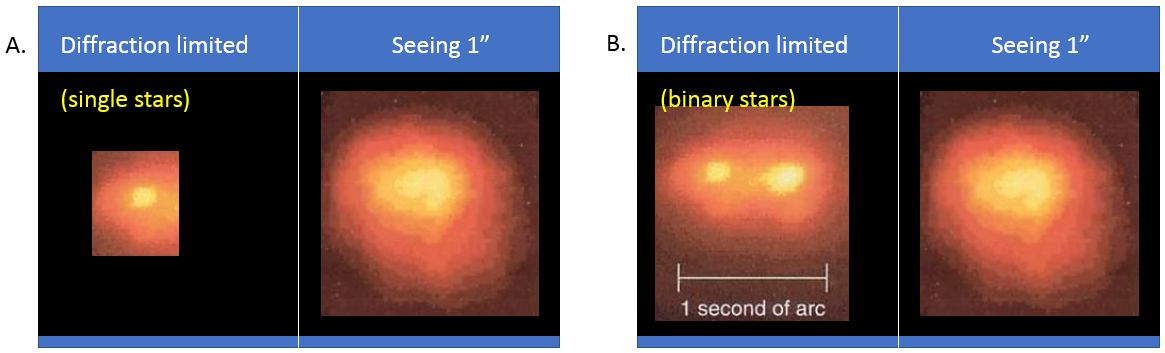 A.
Diffraction limited
Seeing 1”
(single stars)
B.
Diffraction limited
Seeing 1”
(binary stars)
1 second of arc